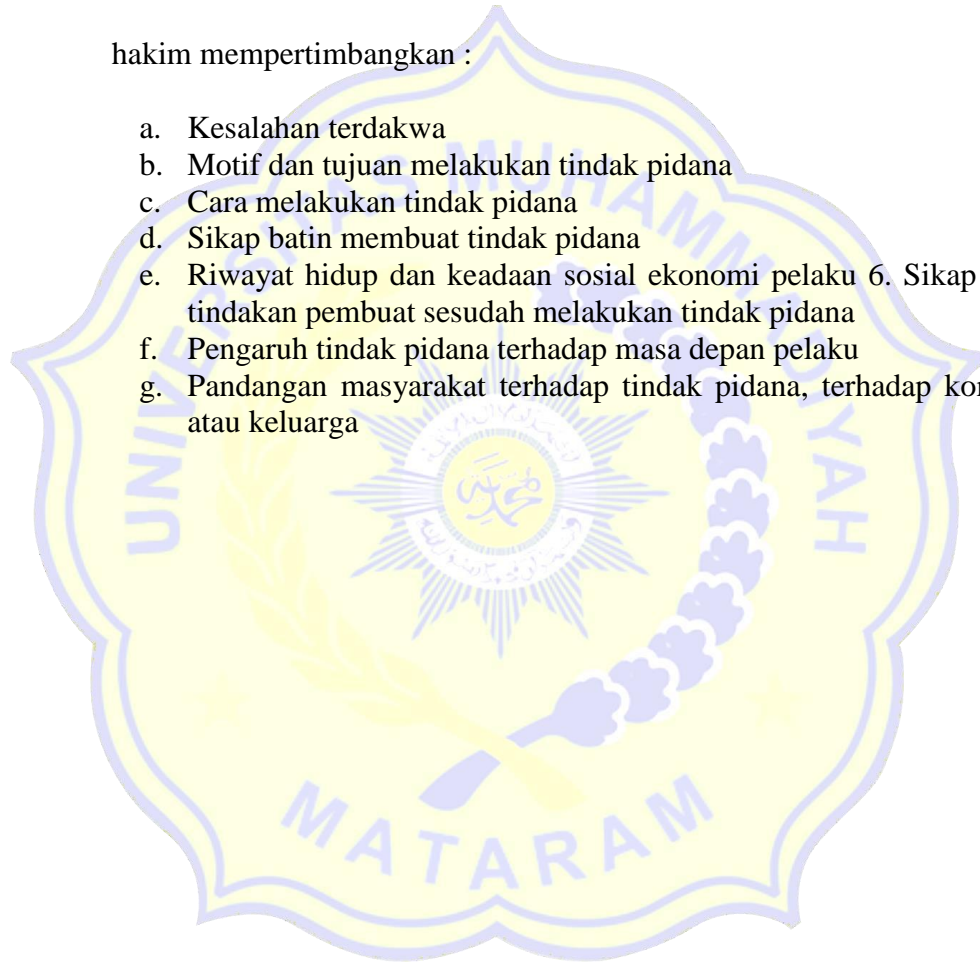 hakim mempertimbangkan :
a. Kesalahan terdakwa
b. Motif dan tujuan melakukan tindak pidana
c. Cara melakukan tindak pidana
d. Sikap batin membuat tindak pidana
e. Riwayat hidup dan keadaan sosial ekonomi pelaku 6. Sikap
tindakan pembuat sesudah melakukan tindak pidana
f. Pengaruh tindak pidana terhadap masa depan pelaku
g. Pandangan masyarakat terhadap tindak pidana, terhadap
atau keluarga
UNIVERSITAS MUHAMMADIYAH
MATARAM